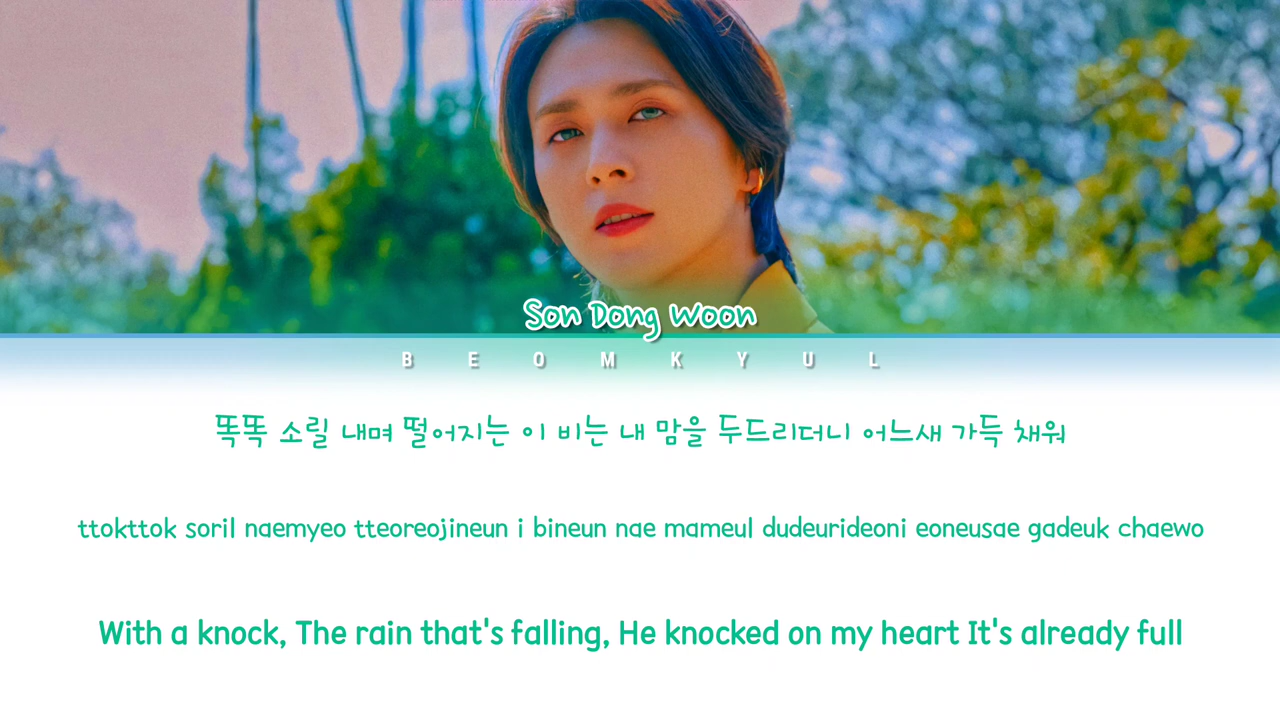 Son Dong Woon
BEOMKYUL
똑똑 소릴 내며 떨어지는 이 비는 내 맘을 두드리더니 어느새 가득 채워
ttokttok soril naemyeo tteoreojineun i bineun nae mameul dudeurideoni eoneusae gadeuk chaewo
With a knock, The rain that's falling, He knocked on my heart It's already full